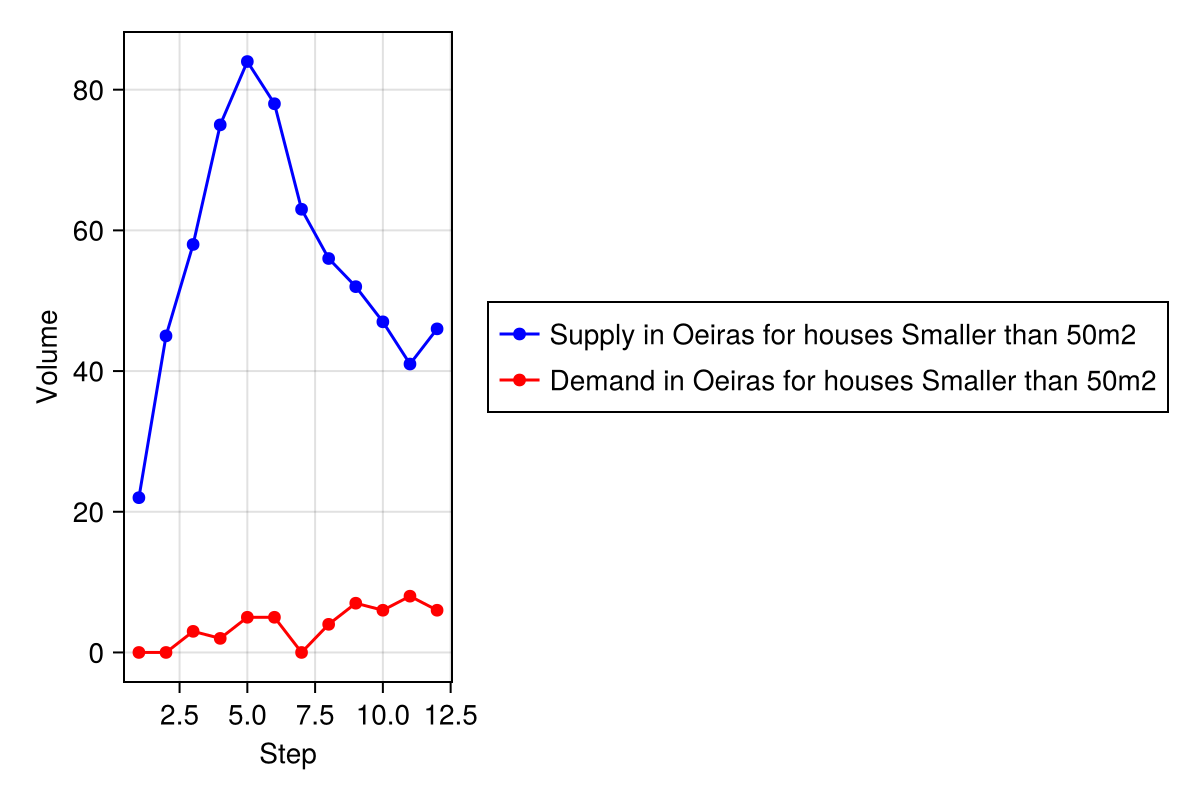 80
60
40
20
0
Volume
2.5 5.0 7.5 10.0 12.5
Step
Supply in Oeiras for houses Smaller than 50m2
Demand in Oeiras for houses Smaller than 50m2